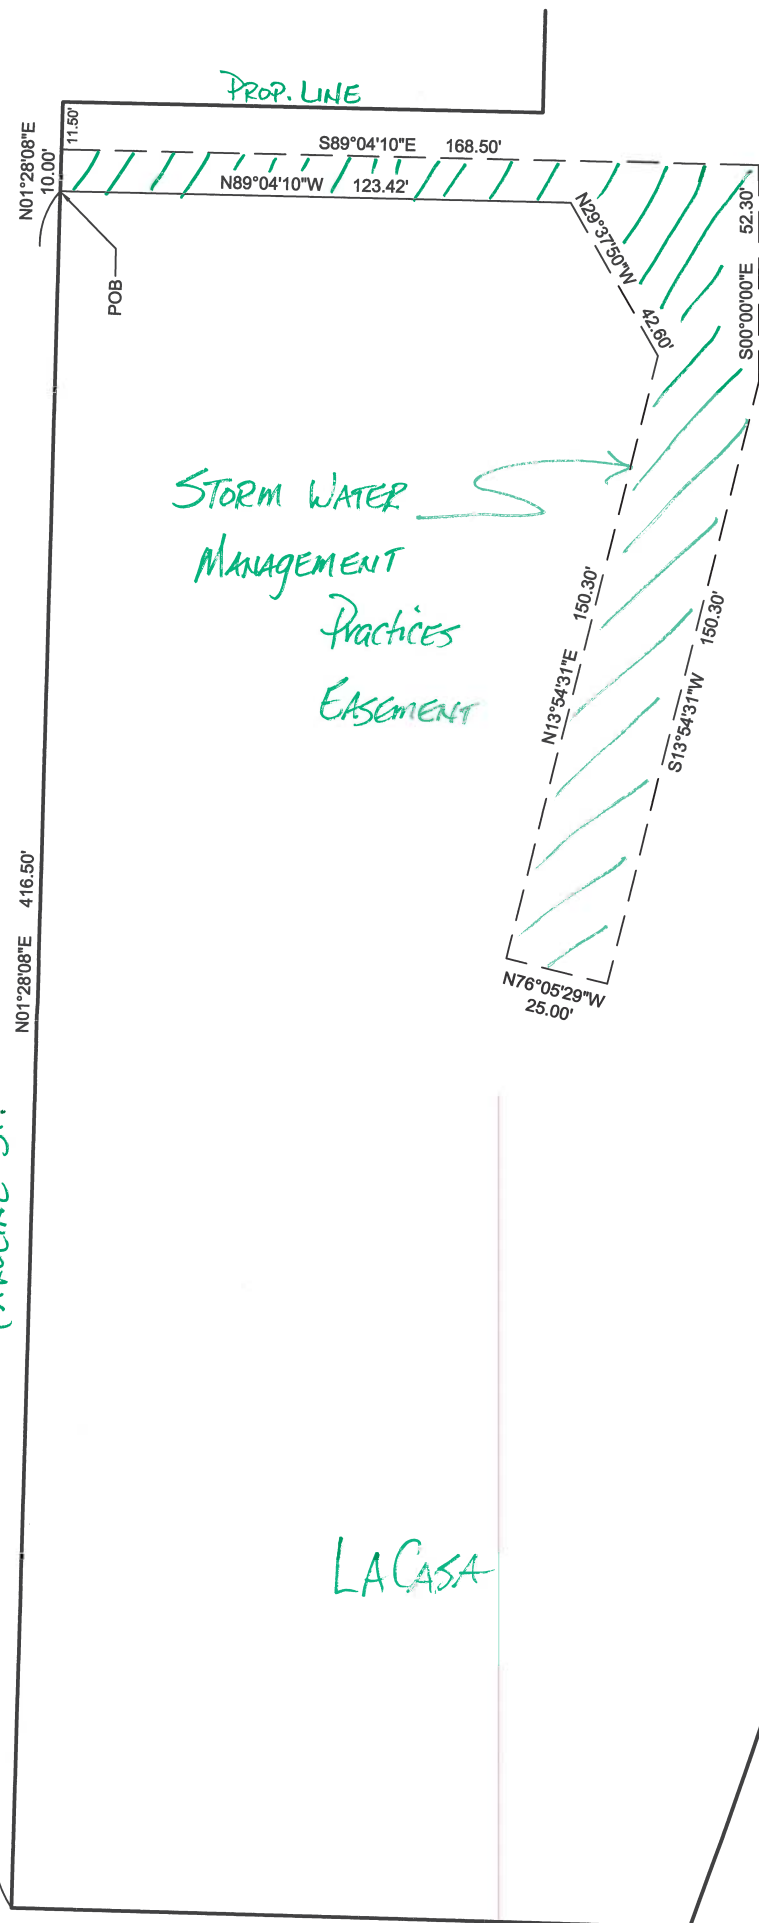 PROP. LINE
N01°28'08"E
10.00'
11.50'
S89°04'10"E 168.50'
N89°04'10"W 123.42'
POB
N29°37'50"W
42.60'
S00°00'00"E 52.30'
STORM WATER
MANAGEMENT
Practices
EASEMENT
N13°54'31"E 150.30'
S13°54'31"W 150.30'
N01°28'08"E 416.50'
N76°05'29"W
25.00'
LA CASA